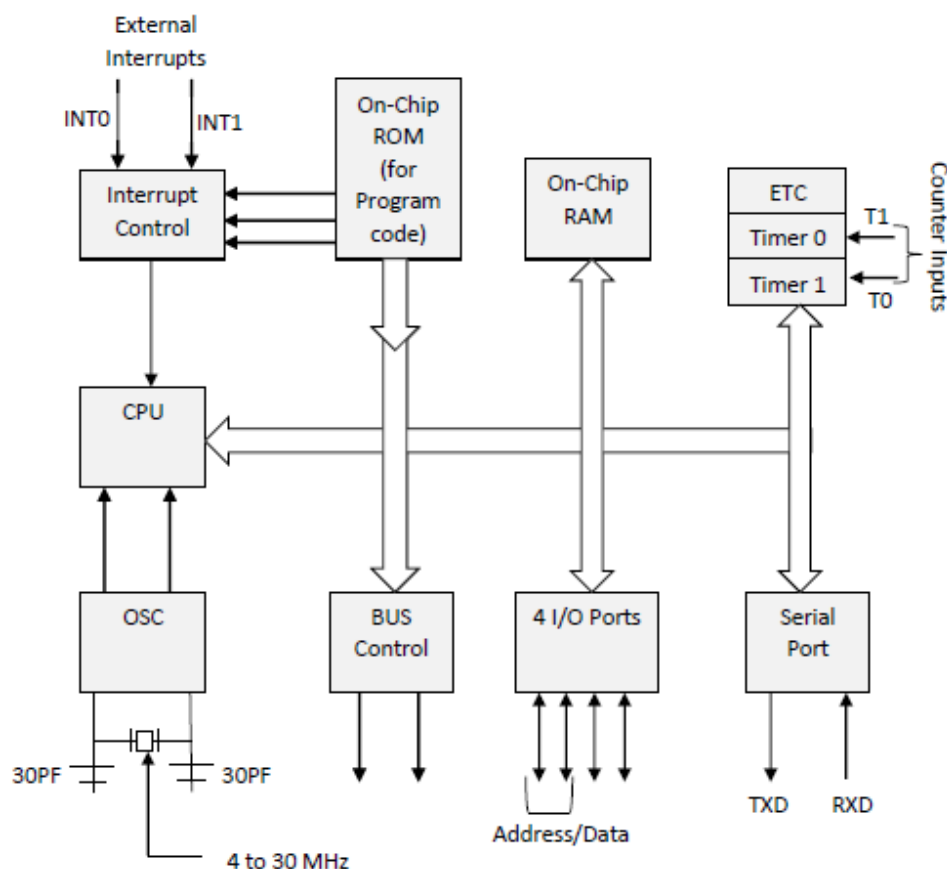 External
Interrupts
INT0
INT1
On-Chip
ROM
(for
Program
code)
Interrupt
Control
On-Chip
RAM
ETC
Timer 0
Timer 1
T1
T0
Counter Inputs
CPU
OSC
BUS
Control
4 I/O Ports
Serial
Port
30PF
30PF
4 to 30 MHz
Address/Data
TXD
RXD